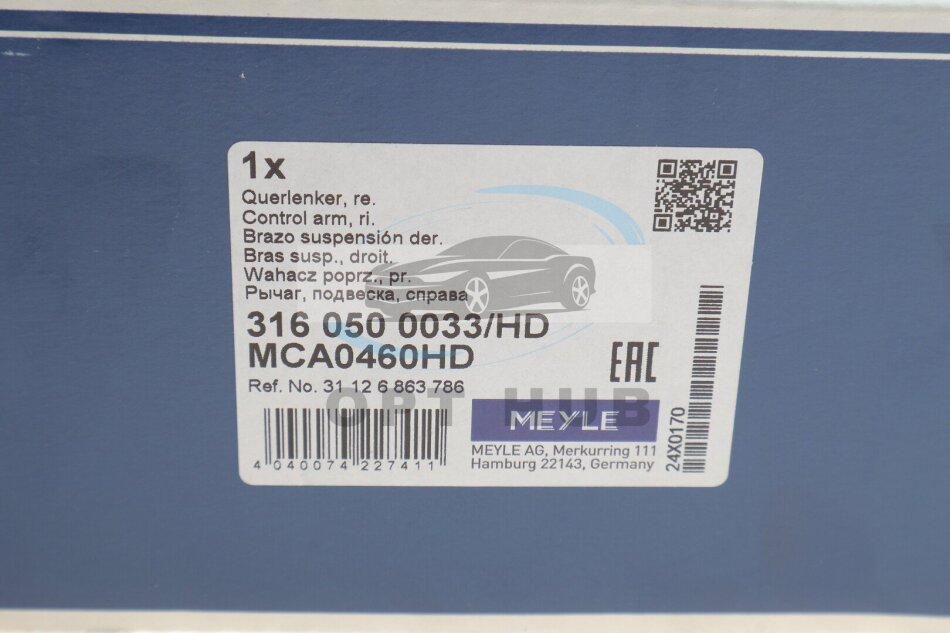 1x
Querlenker, re.
Control arm, ri.
Brazo suspensión der.
Bras susp., droit.
Wahacz poprz., pr.
Рычаг, подвеска, справа
316 050 0033/HD
MCA0460HD
EAC
Ref. No. 31 12 6 863 786
OPT HUB
MEYLE
MEYLE AG, Merkurring 111
Hamburg 22143, Germany
4 040074 227411
24X0170